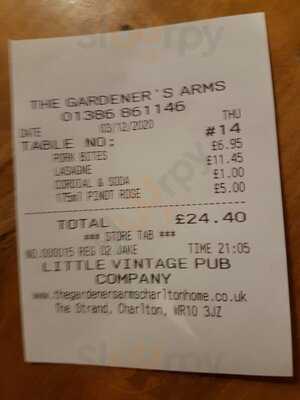 THE GARDENER'S ARMS
01386 861146
DATE 03/12/2020 THU
TABLE NO: #14
PORK BITES £6.95
LASAGNE £11.45
CORDIAL & SODA £1.00
175ml PINOT ROSE £5.00
TOTAL £24.40
*** STORE TAB ***
NO.000015 REG 02 JAKE TIME 21:05
LITTLE VINTAGE PUB
COMPANY
www.thegardenersarmscharltonhome.co.uk
The Strand, Charlton, WR10 3JZ